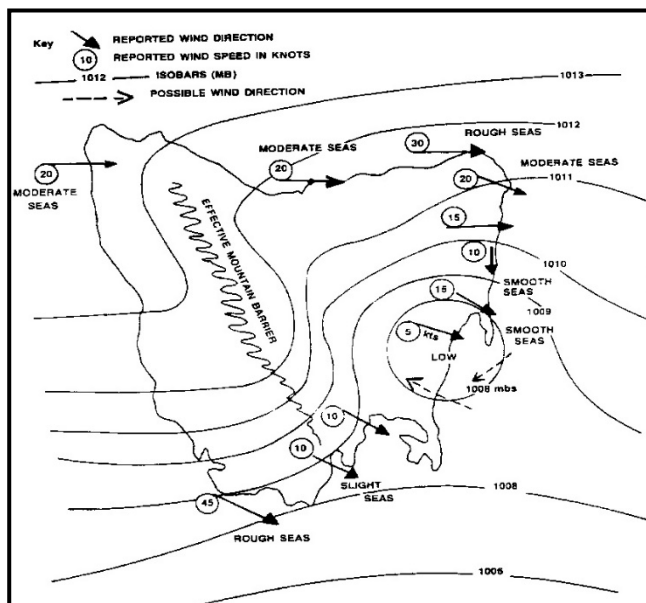 Key
REPORTED WIND DIRECTION
10 REPORTED WIND SPEED IN KNOTS
1012 ISOBARS (MB)
POSSIBLE WIND DIRECTION
1013
1012
ROUGH SEAS
30
MODERATE SEAS
20
20
MODERATE SEAS
MODERATE SEAS
20
1011
15
10
EFFECTIVE MOUNTAIN BARRIER
1010
SMOOTH SEAS
15
1009
SMOOTH SEAS
5 kts
LOW
1008 mbs
10
10
SLIGHT SEAS
1008
45
ROUGH SEAS